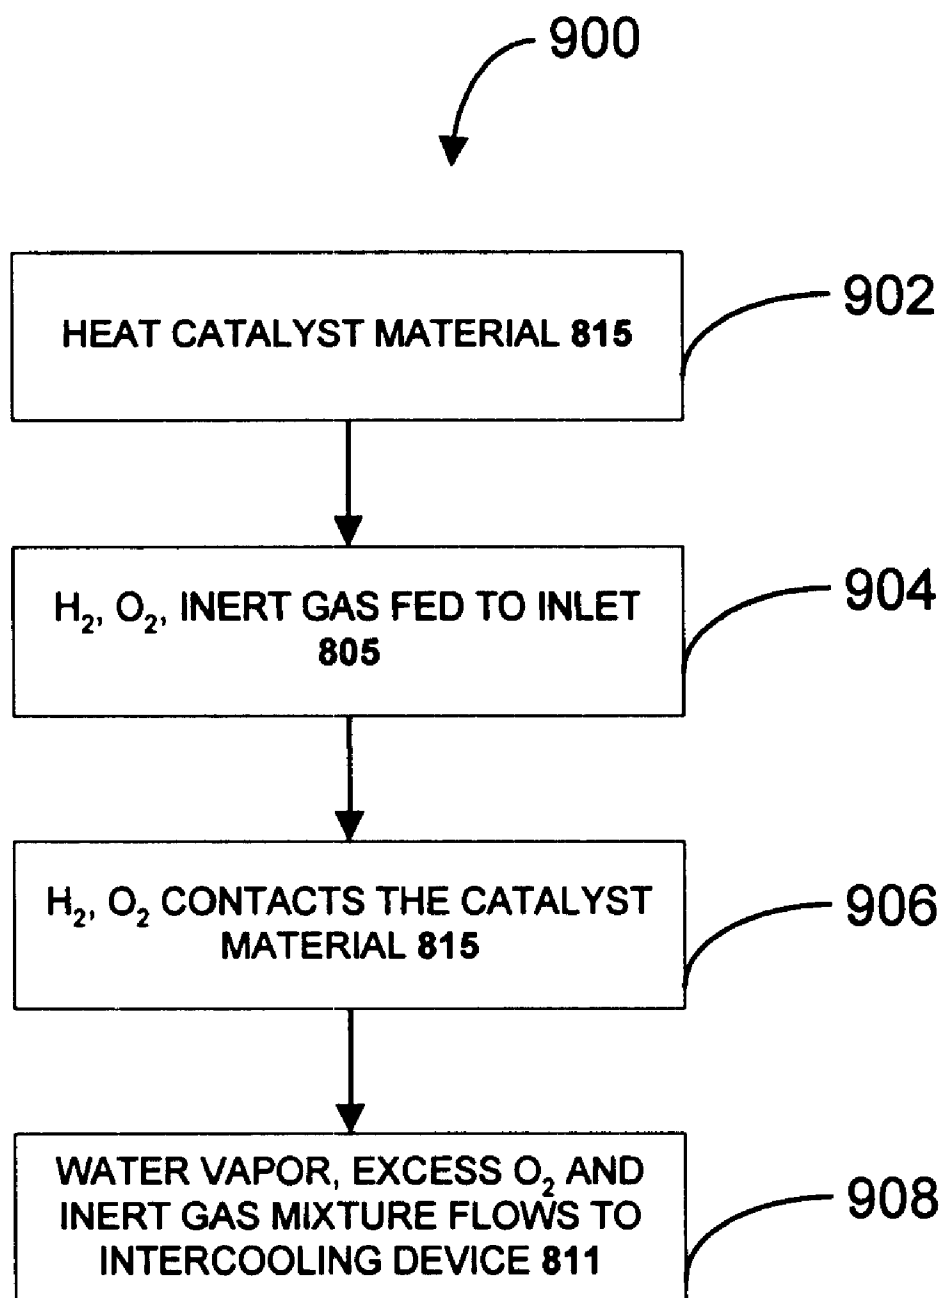 900
HEAT CATALYST MATERIAL 815
902
H₂, O₂, INERT GAS FED TO INLET
805
904
H₂, O₂ CONTACTS THE CATALYST
MATERIAL 815
906
WATER VAPOR, EXCESS O₂ AND
INERT GAS MIXTURE FLOWS TO
INTERCOOLING DEVICE 811
908